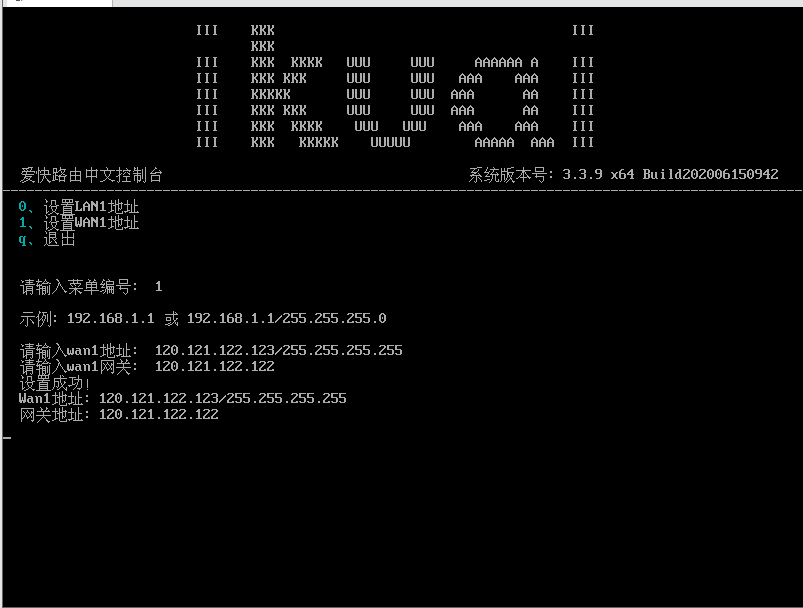 III    KKK                                     III
       KKK
III    KKK  KKKK   UUU     UUU     AAAAAA A    III
III    KKK KKK     UUU     UUU   AAA    AAA    III
III    KKKKK       UUU     UUU  AAA      AA    III
III    KKK KKK     UUU     UUU  AAA      AA    III
III    KKK  KKKK    UUU   UUU    AAA    AAA    III
III    KKK   KKKKK    UUUUU        AAAAA  AAA  III
爱快路由中文控制台 系统版本号: 3.3.9 x64 Build202006150942
0、设置LAN1地址
1、设置WAN1地址
q、退出
请输入菜单编号: 1
示例: 192.168.1.1 或 192.168.1.1/255.255.255.0
请输入wan1地址: 120.121.122.123/255.255.255.255
请输入wan1网关: 120.121.122.122
设置成功!
Wan1地址: 120.121.122.123/255.255.255.255
网关地址: 120.121.122.122